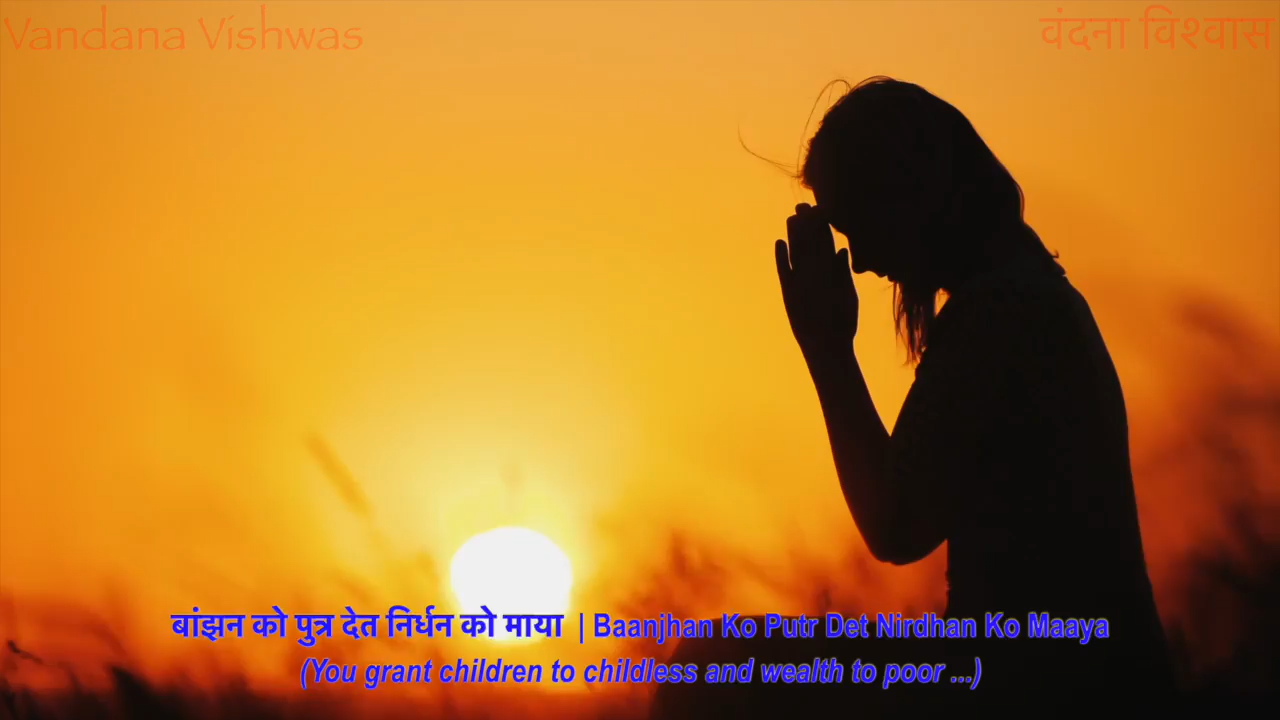 Vandana Vishwas
वंदना विश्वास
बांझन को पुत्र देत निर्धन को माया | Baanjhan Ko Putr Det Nirdhan Ko Maaya
(You grant children to childless and wealth to poor ...)